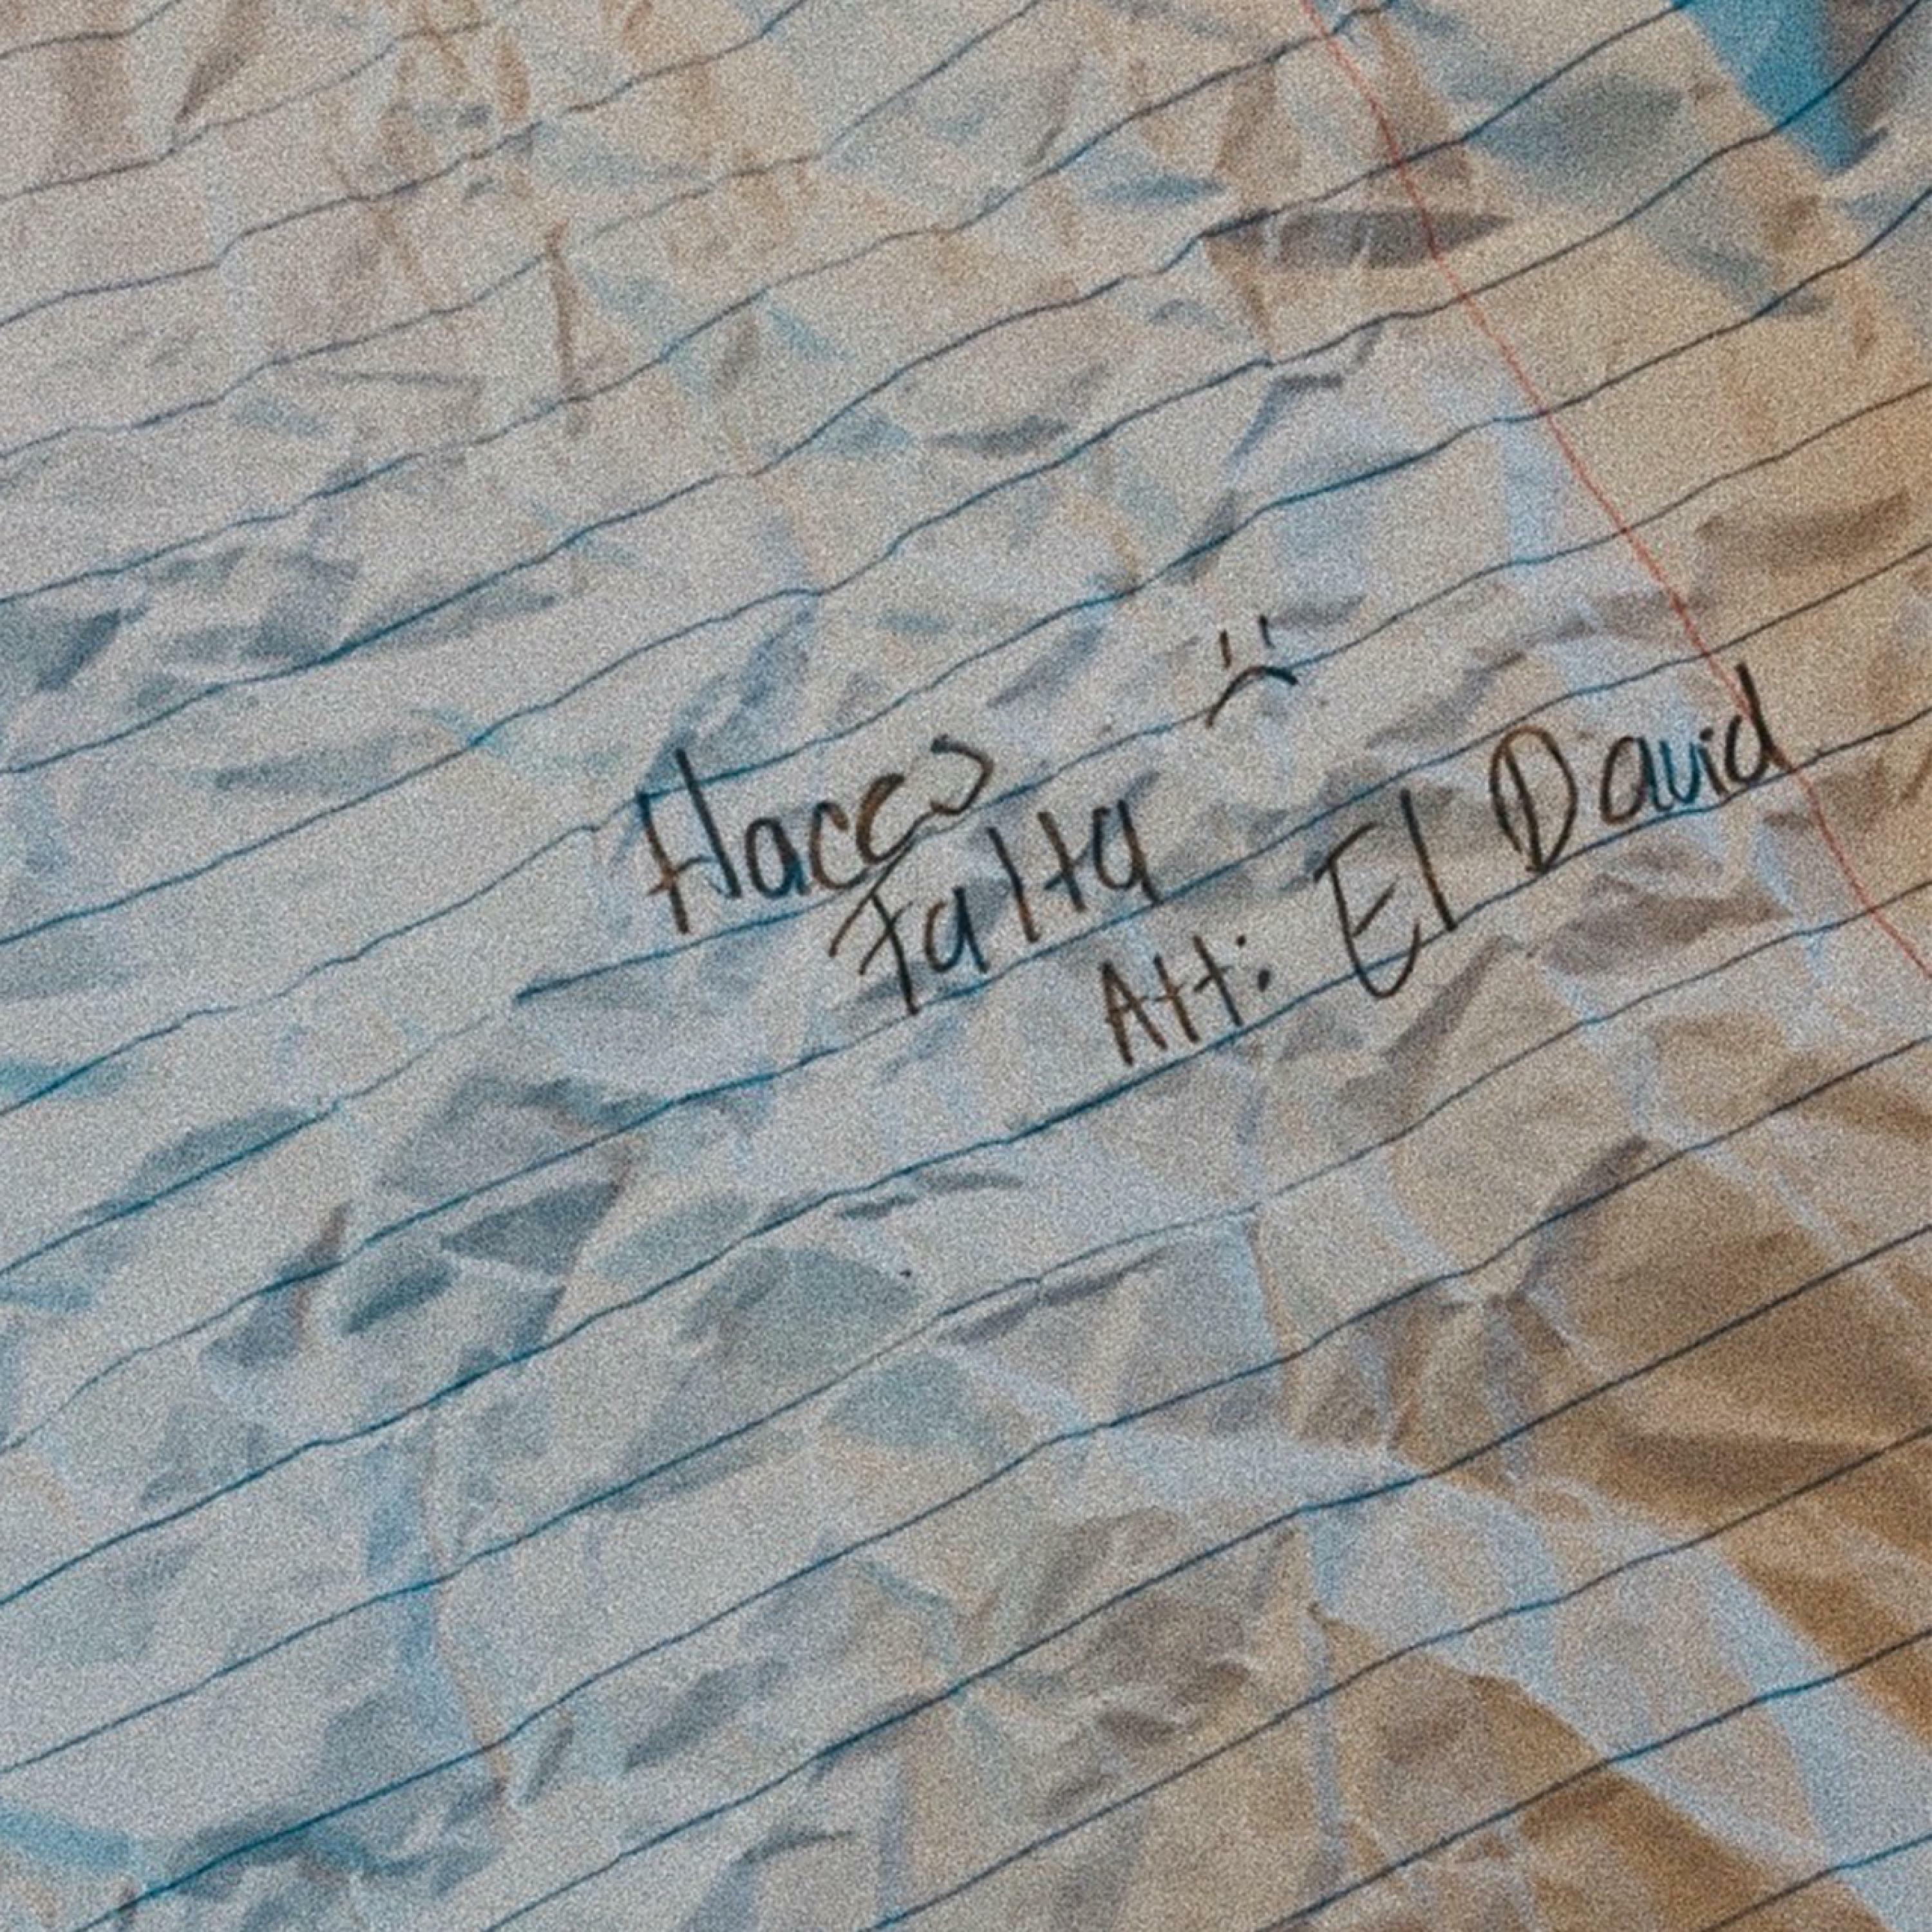 Haces
Falta :(
Att: El David